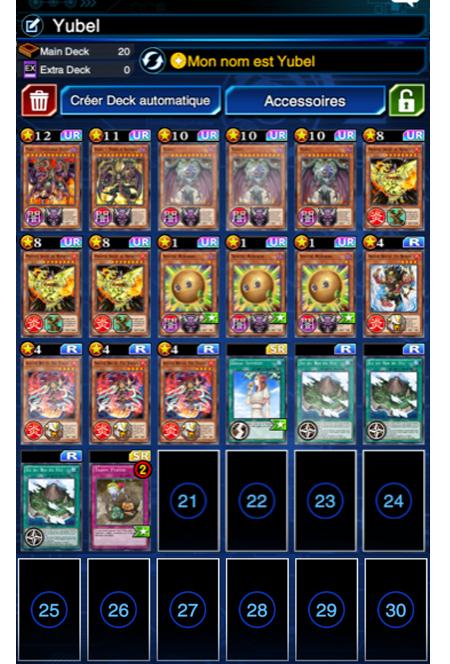 Yubel
Main Deck 20
EX Extra Deck 0
Mon nom est Yubel
Créer Deck automatique
Accessoires
12 UR 11 UR 10 UR 10 UR 10 UR 8 UR
8 UR 8 UR 1 UR 1 UR 1 UR 4 R
4 R 4 R 4 R SR R R
R SR
2
21 22 23 24
25 26 27 28 29 30